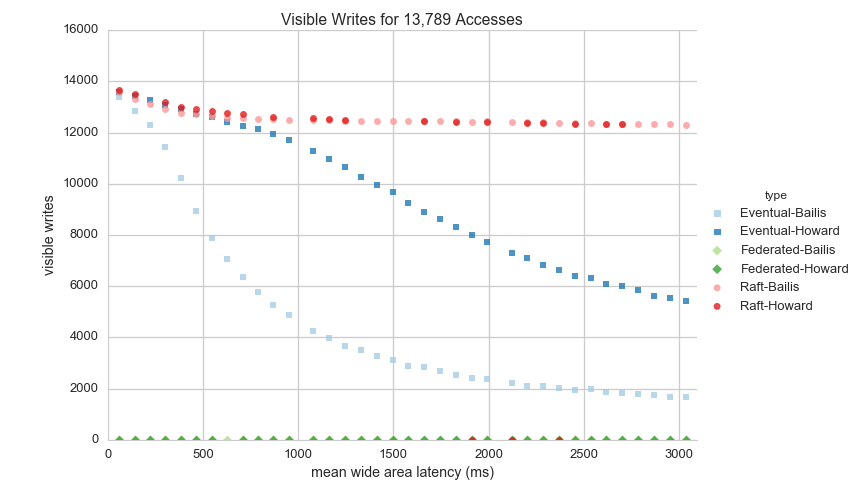 Visible Writes for 13,789 Accesses
16000
14000
12000
10000
8000
6000
4000
2000
0
visible writes
0
500
1000
1500
2000
2500
3000
mean wide area latency (ms)
type
Eventual-Bailis
Eventual-Howard
Federated-Bailis
Federated-Howard
Raft-Bailis
Raft-Howard